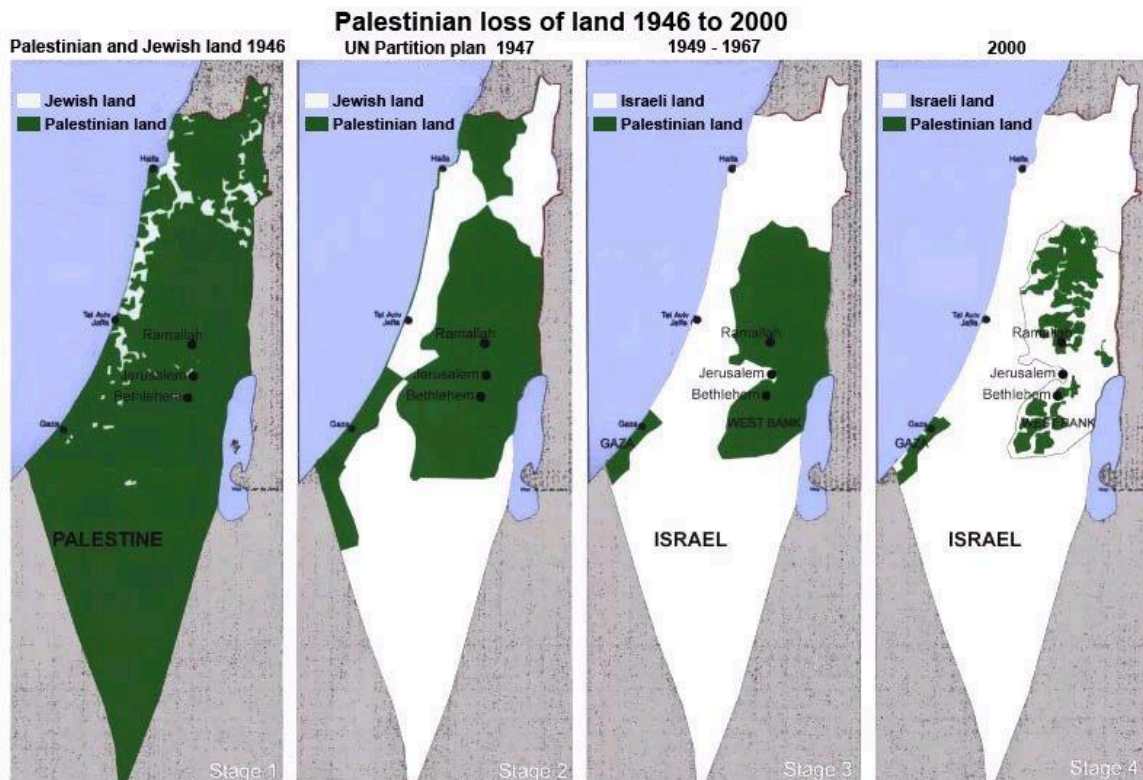 Palestinian loss of land 1946 to 2000
Palestinian and Jewish land 1946
UN Partition plan 1947
1949 - 1967
2000
Jewish land
Palestinian land
Haifa
Tel Aviv
Jaffa
Ramallah
Jerusalem
Bethlehem
Gaza
PALESTINE
Stage 1
Jewish land
Palestinian land
Haifa
Tel Aviv
Jaffa
Ramallah
Jerusalem
Bethlehem
Gaza
Stage 2
Israeli land
Palestinian land
Haifa
Tel Aviv
Jaffa
Ramallah
Jerusalem
Bethlehem
Gaza
GAZA
WEST BANK
ISRAEL
Stage 3
Israeli land
Palestinian land
Haifa
Tel Aviv
Jaffa
Ramallah
Jerusalem
Bethlehem
Gaza
GAZA
WEST BANK
ISRAEL
Stage 4